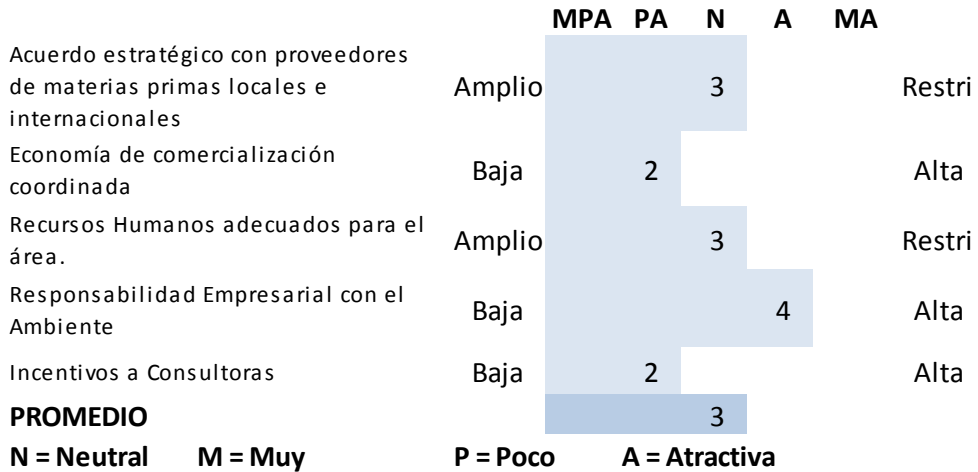 MPA PA N A MA
Acuerdo estratégico con proveedores
de materias primas locales e
internacionales
Amplio 3 Restri
Economía de comercialización
coordinada
Baja 2 Alta
Recursos Humanos adecuados para el
área.
Amplio 3 Restri
Responsabilidad Empresarial con el
Ambiente
Baja 4 Alta
Incentivos a Consultoras Baja 2 Alta
PROMEDIO 3
N = Neutral M = Muy P = Poco A = Atractiva